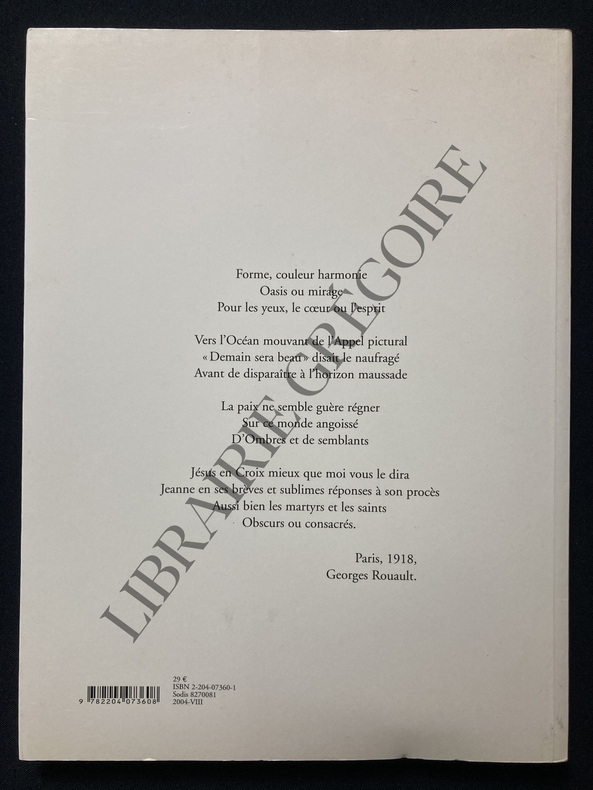 Forme, couleur harmonie
Oasis ou mirage
Pour les yeux, le cœur ou l'esprit
Vers l'Océan mouvant de l'Appel pictural
« Demain sera beau » disait le naufragé
Avant de disparaître à l'horizon maussade
La paix ne semble guère régner
Sur ce monde angoissé
D'Ombres et de semblants
Jésus en Croix mieux que moi vous le dira
Jeanne en ses brèves et sublimes réponses à son procès
Aussi bien les martyrs et les saints
Obscurs ou consacrés.
Paris, 1918,
Georges Rouault.
LIBRAIRIE GRÉGOIRE
29 €
ISBN 2-204-07360-1
Sodis 8270081
2004-VIII
9 782204 073608